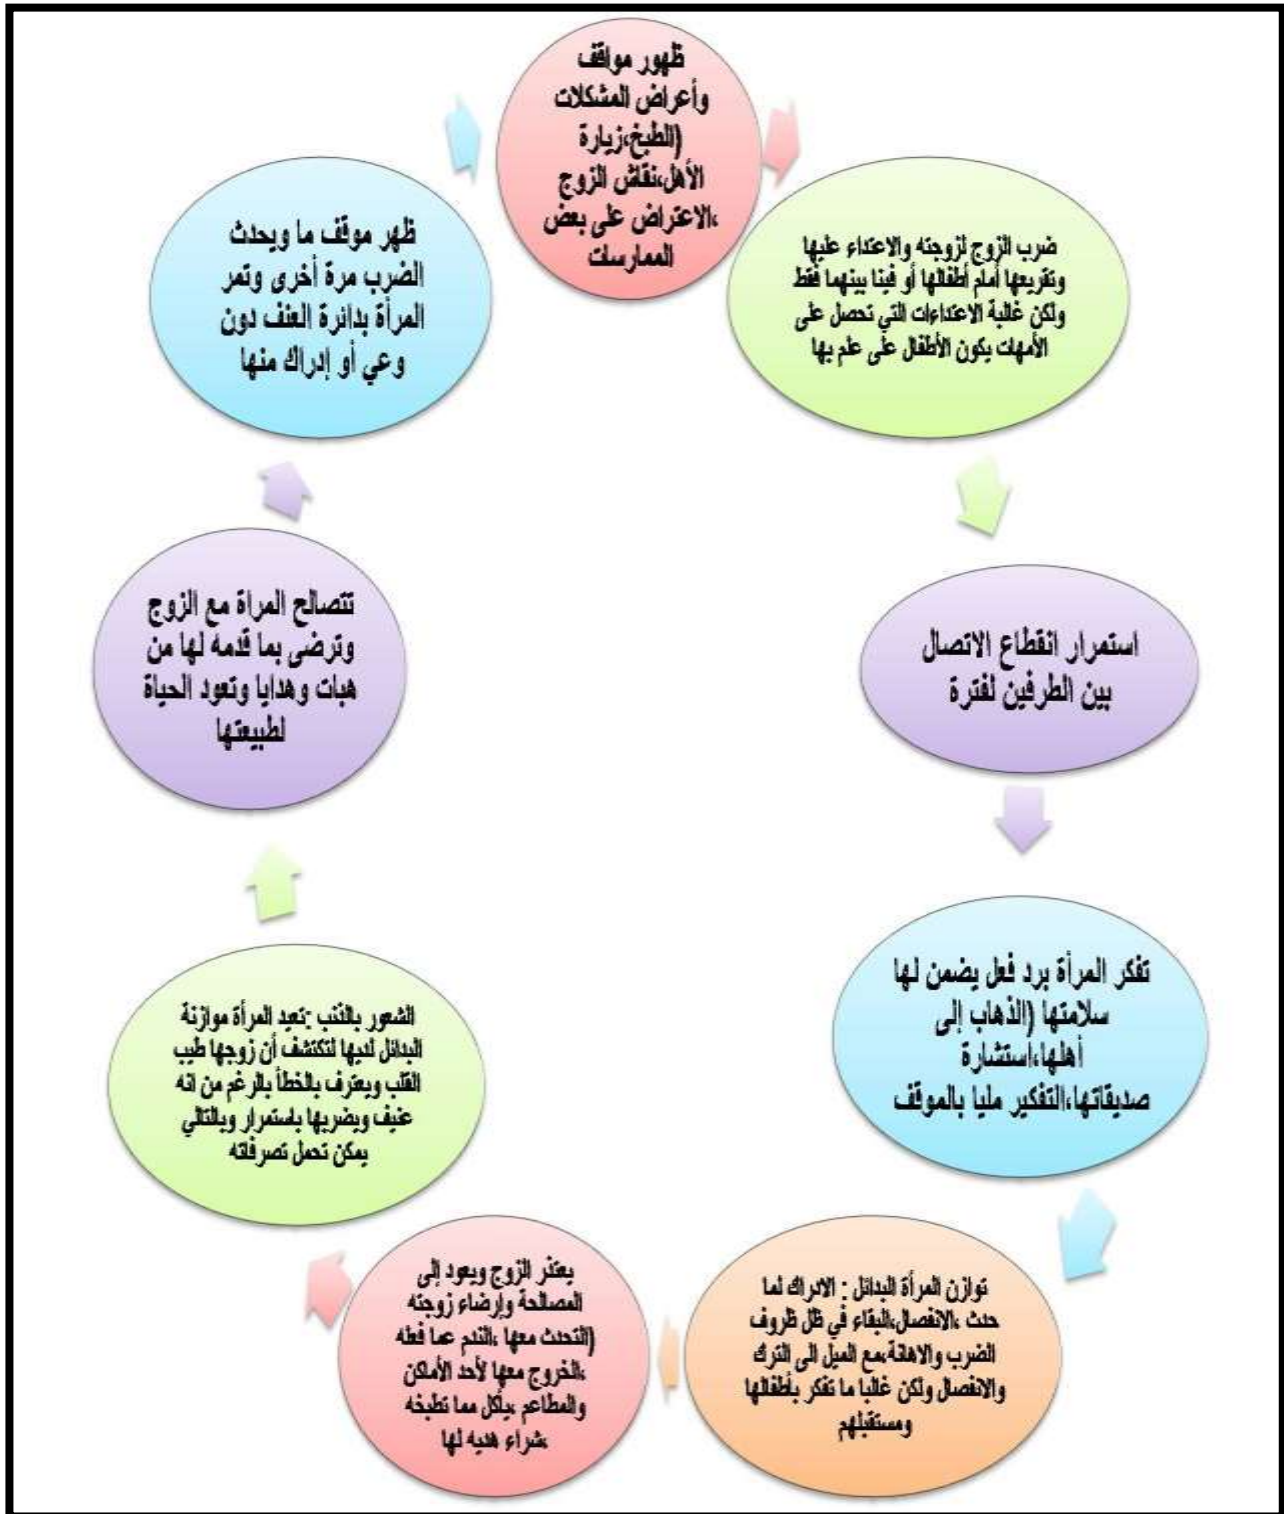 ظهور مواقف
وأعراض المشكلات
(الطبخ،زيارة
الأهل،نقاش الزوج
،الاعتراض على بعض
الممارسات
ضرب الزوج لزوجته والاعتداء عليها
وتقريعها أمام أطفالها أو فينا بينهما فقط
ولكن غالبة الاعتداءات التي تحصل على
الأمهات يكون الأطفال على علم بها
استمرار انقطاع الاتصال
بين الطرفين لفترة
تفكر المرأة برد فعل يضمن لها
سلامتها (الذهاب إلى
أهلها،استشارة
صديقاتها،التفكير مليا بالموقف
توازن المرأة البدائل : الادراك لما
حدث ،الانفصال،البقاء في ظل ظروف
الضرب والاهانة،مع الميل الى الترك
والانفصال ولكن غالبا ما تفكر بأطفالها
ومستقبلهم
يعتذر الزوج ويعود إلى
المصالحة وإرضاء زوجته
(التحدث معها ،الندم عما فعله
،الخروج معها لأحد الأماكن
والمطاعم ،يأكل مما تطبخه
،شراء هديه لها
الشعور بالذنب :تعيد المرأة موازنة
البدائل لديها لتكتشف أن زوجها طيب
القلب ويعترف بالخطأ بالرغم من انه
عنيف ويضربها باستمرار وبالتالي
يمكن تحمل تصرفاته
تتصالح المراة مع الزوج
وترضى بما قدمه لها من
هبات وهدايا وتعود الحياة
لطبيعتها
ظهر موقف ما ويحدث
الضرب مرة أخرى وتمر
المرأة بدائرة العنف دون
وعي أو إدراك منها